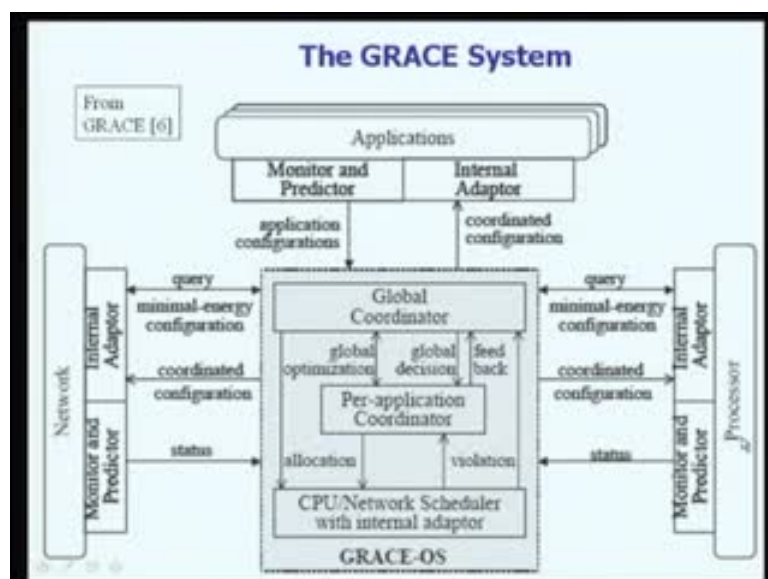 The GRACE System
From
GRACE [6]
Applications
Monitor and
Predictor
Internal
Adaptor
application
configurations
coordinated
configuration
Network
Internal
Adaptor
Monitor and
Predictor
query
minimal-energy
configuration
coordinated
configuration
status
Global
Coordinator
global
optimization
global
decision
feed
back
Per-application
Coordinator
allocation
violation
CPU/Network Scheduler
with internal adaptor
GRACE-OS
query
minimal-energy
configuration
coordinated
configuration
status
Internal
Adaptor
Monitor and
Predictor
Processor